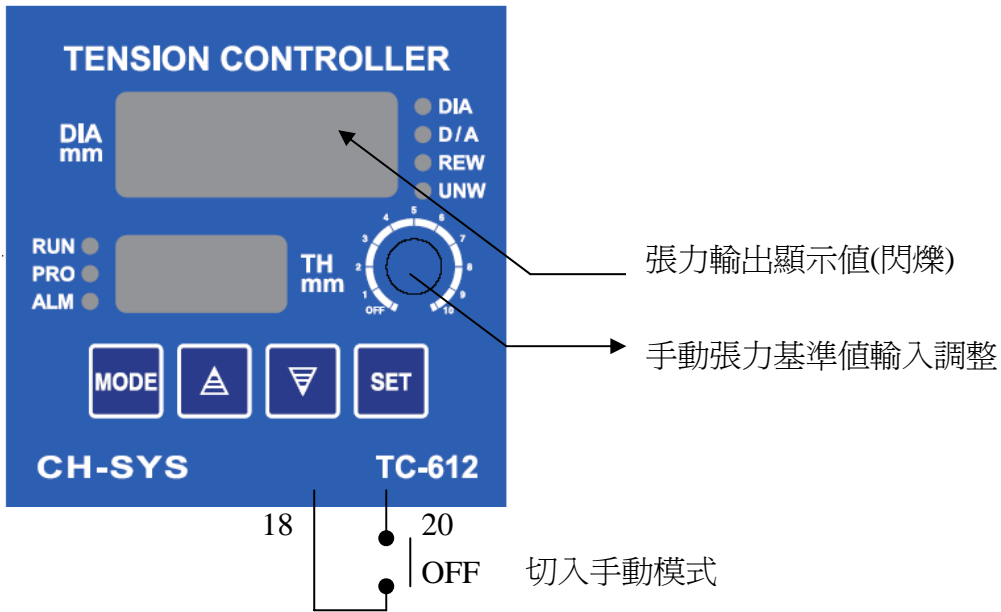 TENSION CONTROLLER
DIA
mm
DIA
D/A
REW
UNW
RUN
PRO
ALM
TH
mm
OFF 1 2 3 4 5 6 7 8 9 10
張力輸出顯示值(閃爍)
手動張力基準值輸入調整
MODE
SET
CH-SYS
TC-612
18
20
OFF
切入手動模式